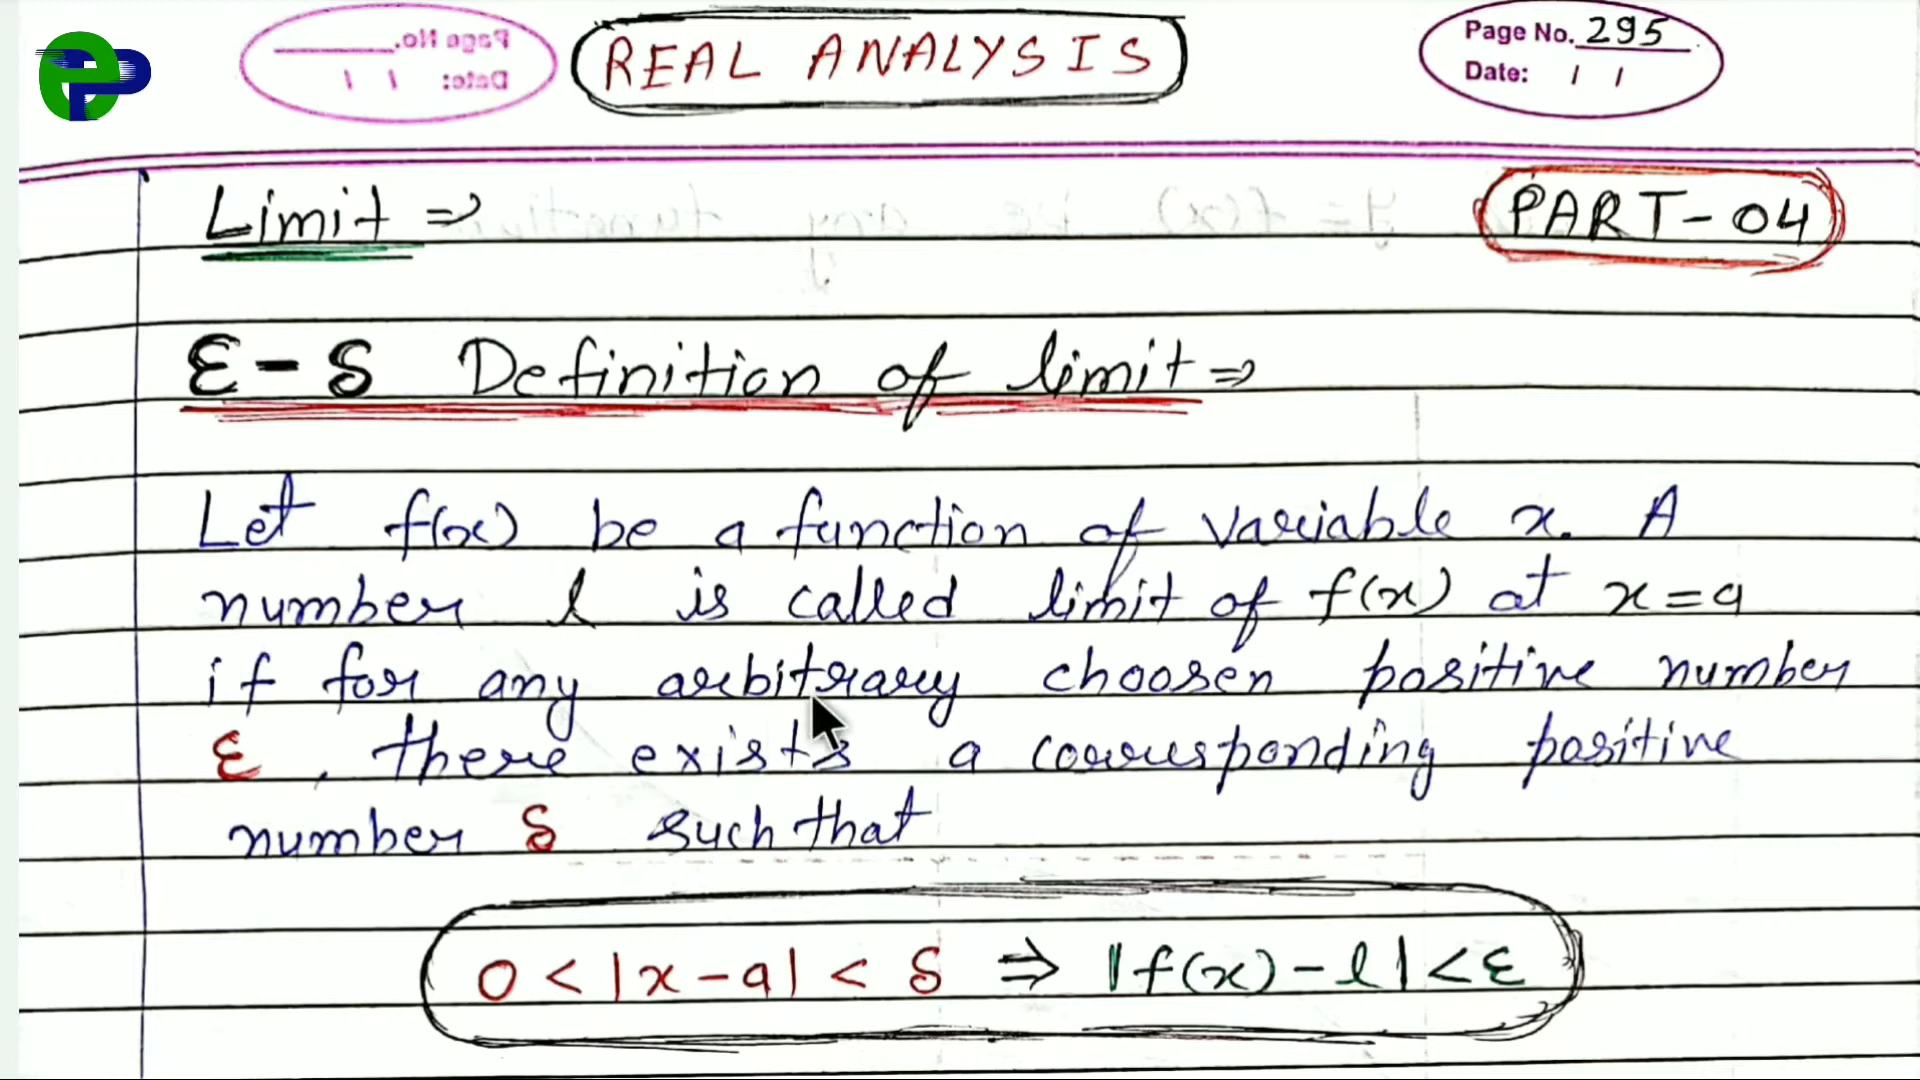 REAL ANALYSIS
Page No. 295
Date: / /
Limit ⇒
PART-04
ε-δ Definition of limit ⇒
Let f(x) be a function of variable x. A
number l is called limit of f(x) at x=a
if for any arbitrary choosen positive number
ε, there exists a corresponding positive
number δ such that
0 < |x-a| < δ ⇒ |f(x)-l| < ε